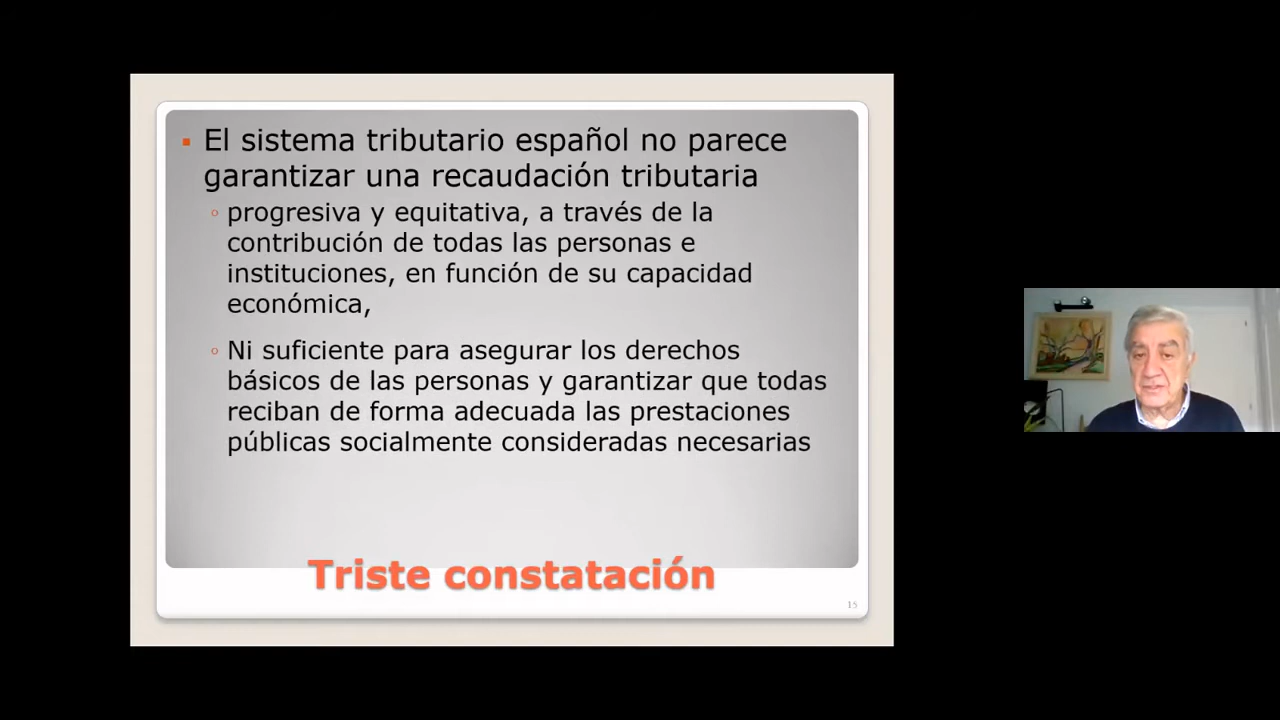 El sistema tributario español no parece
garantizar una recaudación tributaria
progresiva y equitativa, a través de la
contribución de todas las personas e
instituciones, en función de su capacidad
económica,
Ni suficiente para asegurar los derechos
básicos de las personas y garantizar que todas
reciban de forma adecuada las prestaciones
públicas socialmente consideradas necesarias
Triste constatación
15